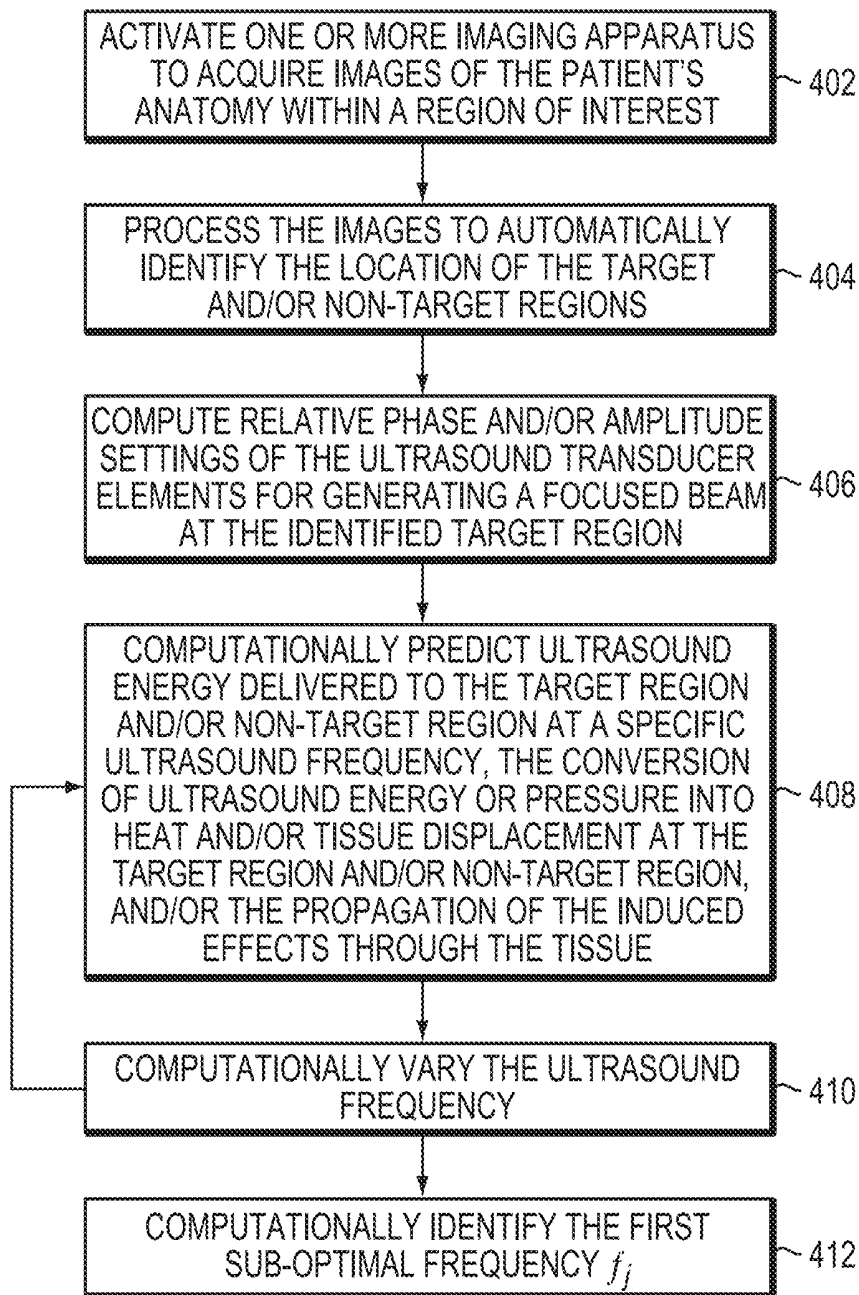 ACTIVATE ONE OR MORE IMAGING APPARATUS
TO ACQUIRE IMAGES OF THE PATIENT'S
ANATOMY WITHIN A REGION OF INTEREST
402
PROCESS THE IMAGES TO AUTOMATICALLY
IDENTIFY THE LOCATION OF THE TARGET
AND/OR NON-TARGET REGIONS
404
COMPUTE RELATIVE PHASE AND/OR AMPLITUDE
SETTINGS OF THE ULTRASOUND TRANSDUCER
ELEMENTS FOR GENERATING A FOCUSED BEAM
AT THE IDENTIFIED TARGET REGION
406
COMPUTATIONALLY PREDICT ULTRASOUND
ENERGY DELIVERED TO THE TARGET REGION
AND/OR NON-TARGET REGION AT A SPECIFIC
ULTRASOUND FREQUENCY, THE CONVERSION
OF ULTRASOUND ENERGY OR PRESSURE INTO
HEAT AND/OR TISSUE DISPLACEMENT AT THE
TARGET REGION AND/OR NON-TARGET REGION,
AND/OR THE PROPAGATION OF THE INDUCED
EFFECTS THROUGH THE TISSUE
408
COMPUTATIONALLY VARY THE ULTRASOUND
FREQUENCY
410
COMPUTATIONALLY IDENTIFY THE FIRST
SUB-OPTIMAL FREQUENCY fj
412